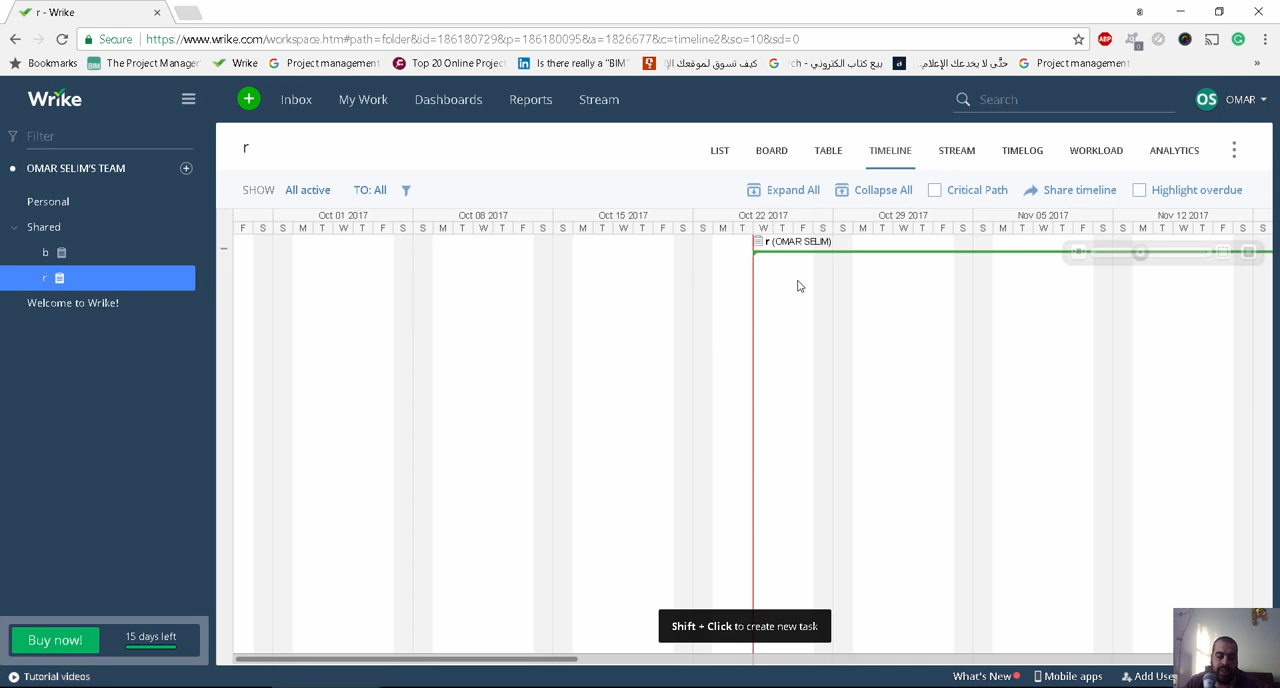 r - Wrike
Secure https://www.wrike.com/workspace.htm#path=folder&id=186180729&p=186180095&a=1826677&c=timeline2&so=10&sd=0
Bookmarks The Project Manager Wrike Project management Top 20 Online Projec Is there really a "BIM" كيف تسوق لموقعك الإ بيع كتاب الكتروني - ch حتَّى لا يخدعك الإعلام... Project management
Wrike
Inbox My Work Dashboards Reports Stream Search OS OMAR
Filter
OMAR SELIM'S TEAM
Personal
Shared
b
r
Welcome to Wrike!
r LIST BOARD TABLE TIMELINE STREAM TIMELOG WORKLOAD ANALYTICS
SHOW All active TO: All Expand All Collapse All Critical Path Share timeline Highlight overdue
Oct 01 2017 Oct 08 2017 Oct 15 2017 Oct 22 2017 Oct 29 2017 Nov 05 2017 Nov 12 2017
F S S M T W T F S S M T W T F S S M T W T F S S M T W T F S S M T W T F S S M T W T F S S M T W T F S S
r (OMAR SELIM)
Shift + Click to create new task
Buy now! 15 days left
Tutorial videos What's New Mobile apps Add Use